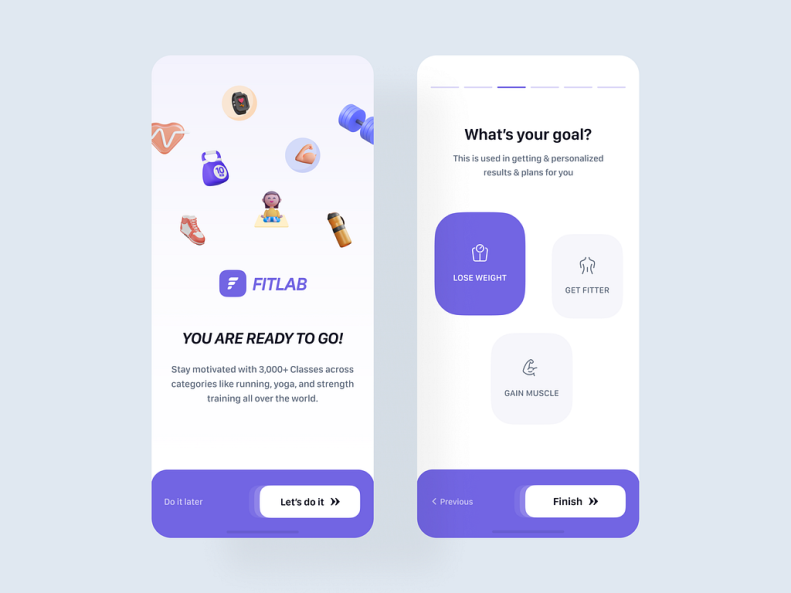 10
FITLAB
YOU ARE READY TO GO!
Stay motivated with 3,000+ Classes across
categories like running, yoga, and strength
training all over the world.
Do it later
Let's do it
What's your goal?
This is used in getting & personalized
results & plans for you
LOSE WEIGHT
GET FITTER
GAIN MUSCLE
Previous
Finish